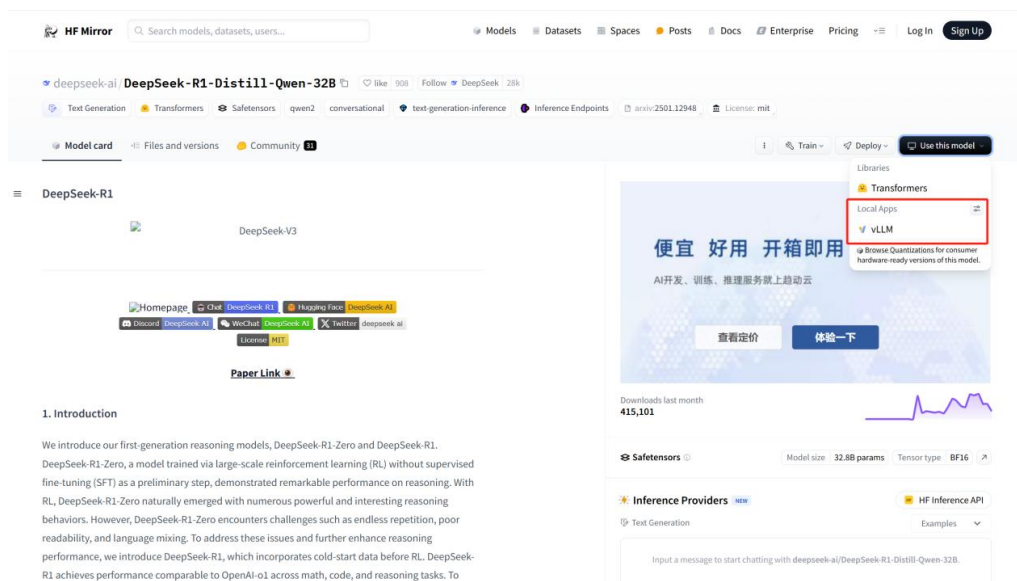 HF Mirror Search models, datasets, users... Models Datasets Spaces Posts Docs Enterprise Pricing Log In Sign Up
deepseek-ai/DeepSeek-R1-Distill-Qwen-32B like 908 Follow DeepSeek 28k
Text Generation Transformers Safetensors qwen2 conversational text-generation-inference Inference Endpoints arxiv:2501.12948 License: mit
Model card Files and versions Community 31 Train Deploy Use this model
Libraries
Transformers
Local Apps
vLLM
Browse Quantizations for consumer
hardware-ready versions of this model.
DeepSeek-R1
DeepSeek-V3
Homepage Chat DeepSeek R1 Hugging Face DeepSeek AI
Discord DeepSeek AI WeChat DeepSeek AI Twitter deepseek_ai
License MIT
Paper Link
1. Introduction
We introduce our first-generation reasoning models, DeepSeek-R1-Zero and DeepSeek-R1.
DeepSeek-R1-Zero, a model trained via large-scale reinforcement learning (RL) without supervised
fine-tuning (SFT) as a preliminary step, demonstrated remarkable performance on reasoning. With
RL, DeepSeek-R1-Zero naturally emerged with numerous powerful and interesting reasoning
behaviors. However, DeepSeek-R1-Zero encounters challenges such as endless repetition, poor
readability, and language mixing. To address these issues and further enhance reasoning
performance, we introduce DeepSeek-R1, which incorporates cold-start data before RL. DeepSeek-
R1 achieves performance comparable to OpenAI-o1 across math, code, and reasoning tasks. To
便宜 好用 开箱即用
AI开发、训练、推理服务就上趋动云
查看定价 体验一下
Downloads last month
415,101
Safetensors Model size 32.8B params Tensor type BF16
Inference Providers NEW HF Inference API
Text Generation Examples
Input a message to start chatting with deepseek-ai/DeepSeek-R1-Distill-Qwen-32B.